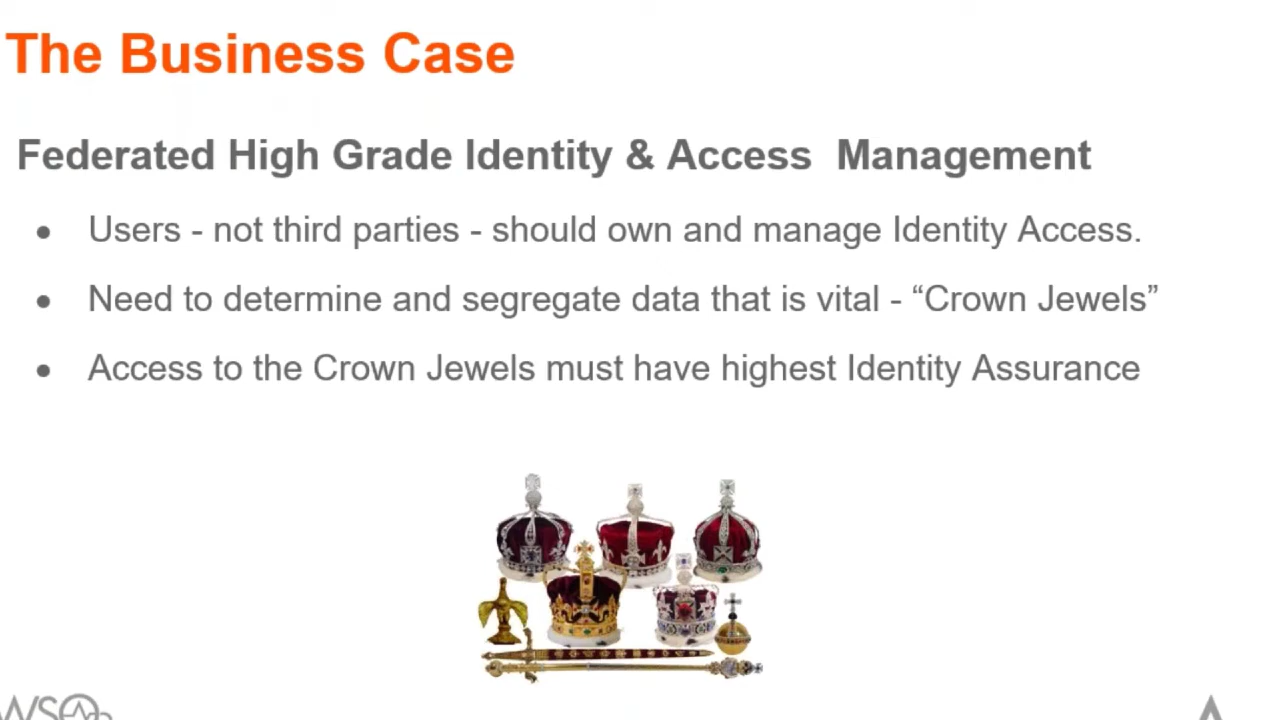 The Business Case
Federated High Grade Identity & Access  Management
● Users - not third parties - should own and manage Identity Access.
● Need to determine and segregate data that is vital - “Crown Jewels”
● Access to the Crown Jewels must have highest Identity Assurance